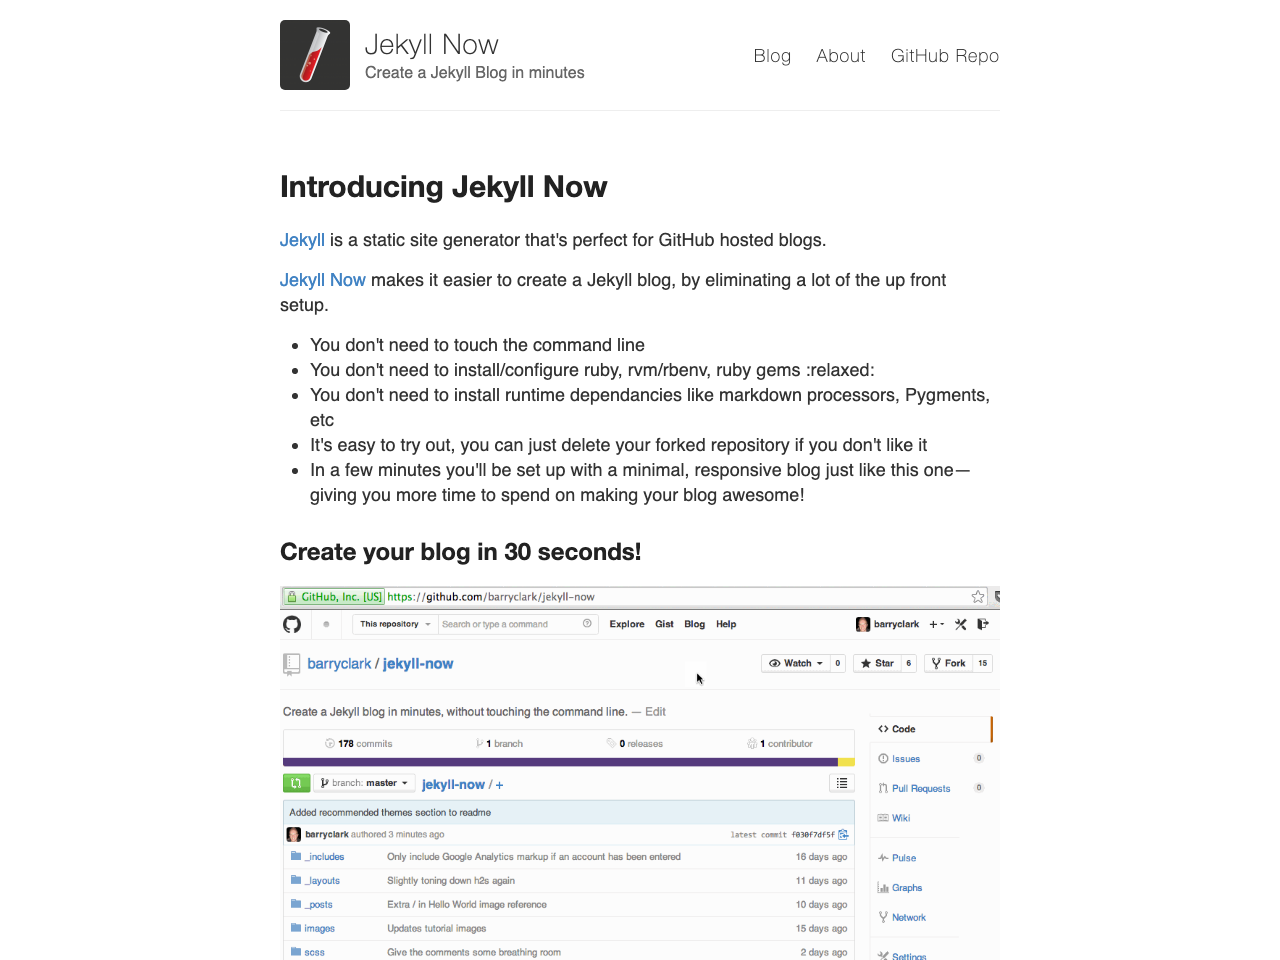 Jekyll Now
Create a Jekyll Blog in minutes
Blog About GitHub Repo
Introducing Jekyll Now
Jekyll is a static site generator that's perfect for GitHub hosted blogs.
Jekyll Now makes it easier to create a Jekyll blog, by eliminating a lot of the up front
setup.
You don't need to touch the command line
You don't need to install/configure ruby, rvm/rbenv, ruby gems :relaxed:
You don't need to install runtime dependancies like markdown processors, Pygments,
etc
It's easy to try out, you can just delete your forked repository if you don't like it
In a few minutes you'll be set up with a minimal, responsive blog just like this one—
giving you more time to spend on making your blog awesome!
Create your blog in 30 seconds!
GitHub, Inc. [US] https://github.com/barryclark/jekyll-now
This repository Search or type a command Explore Gist Blog Help barryclark
barryclark / jekyll-now Watch 0 Star 6 Fork 15
Create a Jekyll blog in minutes, without touching the command line. — Edit
178 commits 1 branch 0 releases 1 contributor
branch: master jekyll-now / +
Added recommended themes section to readme
barryclark authored 3 minutes ago latest commit f030f7df5f
_includes Only include Google Analytics markup if an account has been entered 16 days ago
_layouts Slightly toning down h2s again 11 days ago
_posts Extra / in Hello World image reference 10 days ago
images Updates tutorial images 15 days ago
scss Give the comments some breathing room 2 days ago
Code
Issues 0
Pull Requests 0
Wiki
Pulse
Graphs
Network
Settings